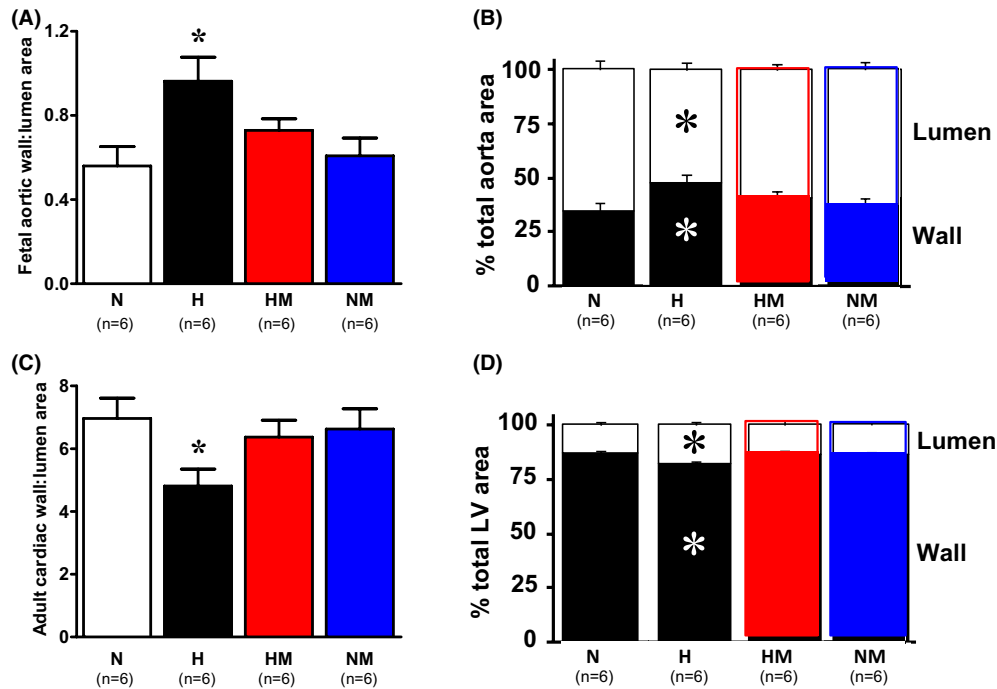 (A)
Fetal aortic wall:lumen area
1.2
0.8
0.4
0.0
*
N H HM NM
(n=6) (n=6) (n=6) (n=6)
(B)
% total aorta area
100
75
50
25
0
*
*
Lumen
Wall
N H HM NM
(n=6) (n=6) (n=6) (n=6)
(C)
Adult cardiac wall:lumen area
8
6
4
2
0
*
N H HM NM
(n=6) (n=6) (n=6) (n=6)
(D)
% total LV area
100
75
50
25
0
*
*
Lumen
Wall
N H HM NM
(n=6) (n=6) (n=6) (n=6)